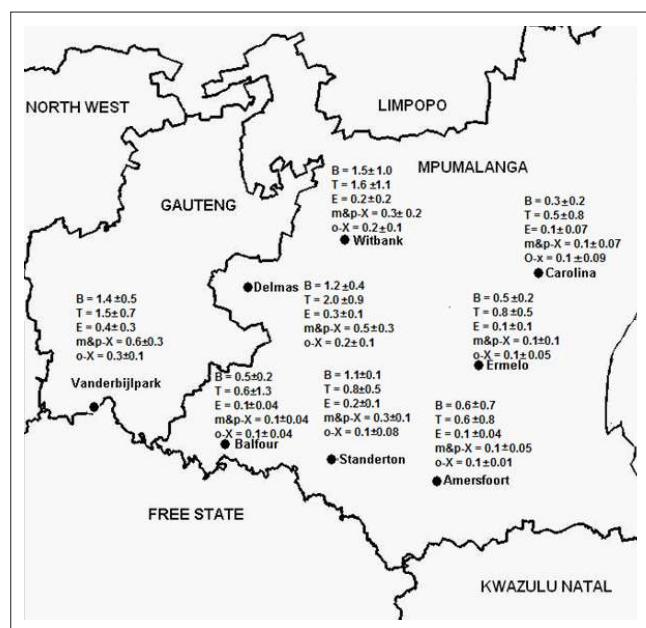 NORTH WEST
LIMPOPO
MPUMALANGA
GAUTENG
B = 1.5± 1.0
T = 1.6 ±1.1
E = 0.2±0.2
m&p-X = 0.3± 0.2
o-X = 0.2±0.1
Witbank
B = 0.3±0.2
T = 0.5±0.8
E= 0.1±0.07
m&p-X = 0.1±0.07
O-x = 0.1 ±0.09
Carolina
Delmas
B = 1.2±0.4
T = 2.0±0.9
E = 0.3±0.1
m&p-X = 0.5±0.3
o-X = 0.2±0.1
B = 1.4±0.5
T = 1.5±0.7
E = 0.4±0.3
m&p-X = 0.6±0.3
o-X = 0.3±0.1
Vanderbijlpark
B = 0.5±0.2
T = 0.8±0.5
E = 0.1±0.1
m&p-X = 0.1±0.1
o-X = 0.1±0.05
Ermelo
B = 0.5±0.2
T = 0.6±1.3
E = 0.1±0.04
m&p-X = 0.1±0.04
o-X = 0.1±0.04
Balfour
B = 1.1±0.1
T = 0.8±0.5
E = 0.2±0.1
m&p-X = 0.3±0.1
o-X = 0.1±0.08
Standerton
B = 0.6±0.7
T = 0.6±0.8
E = 0.1±0.04
m&p-X = 0.1±0.05
o-X = 0.1±0.01
Amersfoort
FREE STATE
KWAZULU NATAL